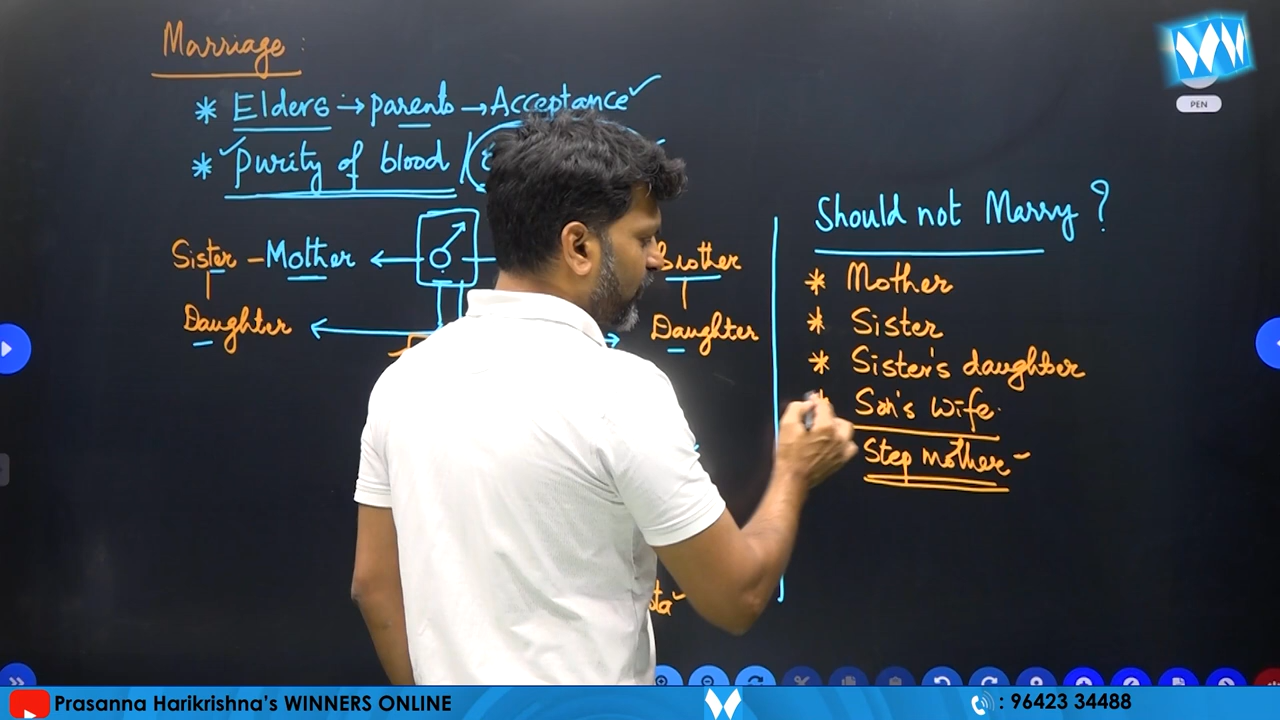 Marriage :
* Elders → parents → Acceptance ✓
* ✓ Purity of blood
Sister - Mother ←
Brother
Daughter
Daughter
Should not Marry ?
* Mother
* Sister
* Sister's daughter
* Son's wife
Step mother -
PEN
Prasanna Harikrishna's WINNERS ONLINE
: 96423 34488